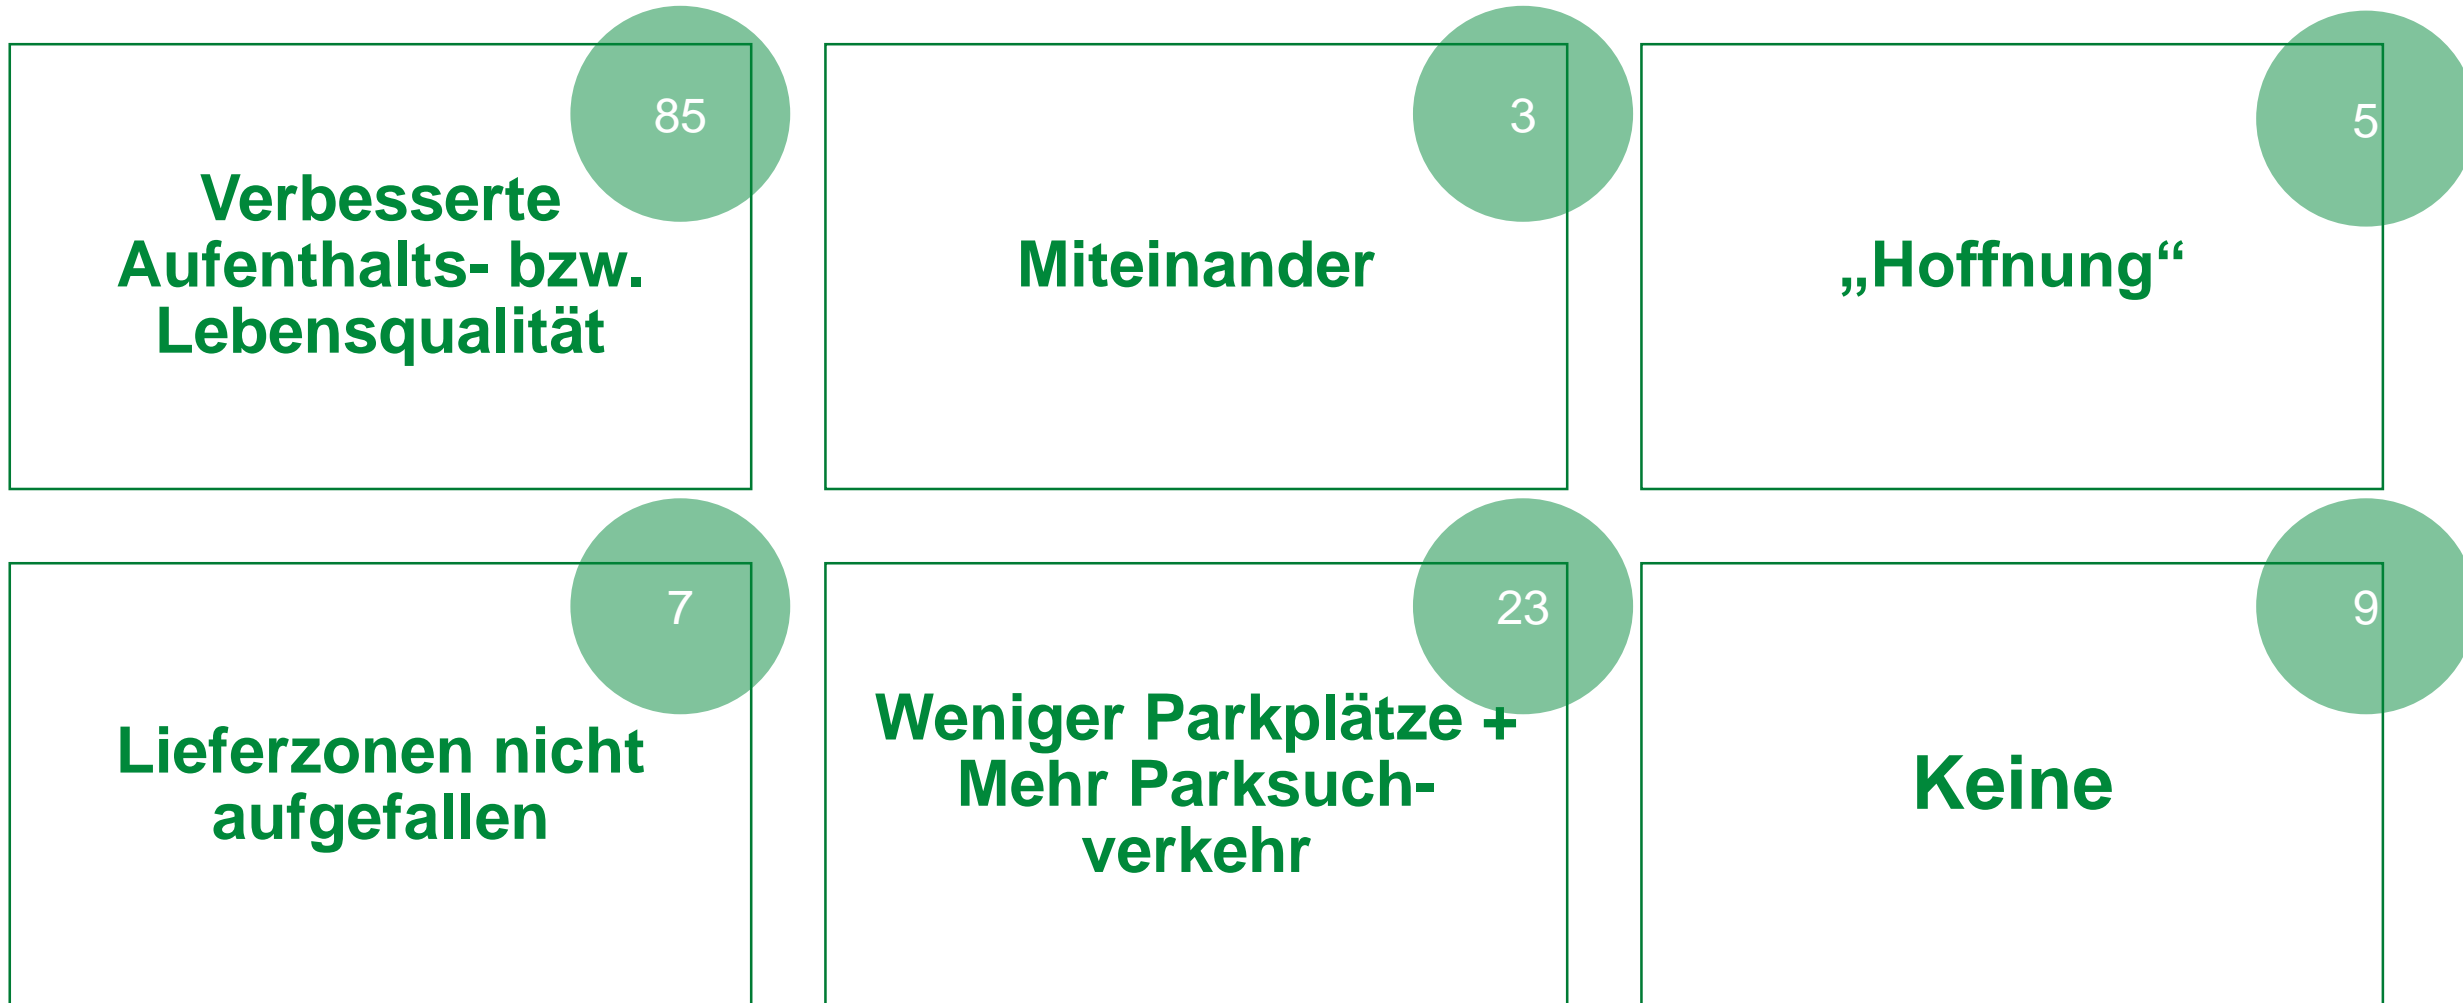 85
Verbesserte
Aufenthalts- bzw.
Lebensqualität
3
Miteinander
5
„Hoffnung“
7
Lieferzonen nicht
aufgefallen
23
Weniger Parkplätze +
Mehr Parksuch-
verkehr
9
Keine